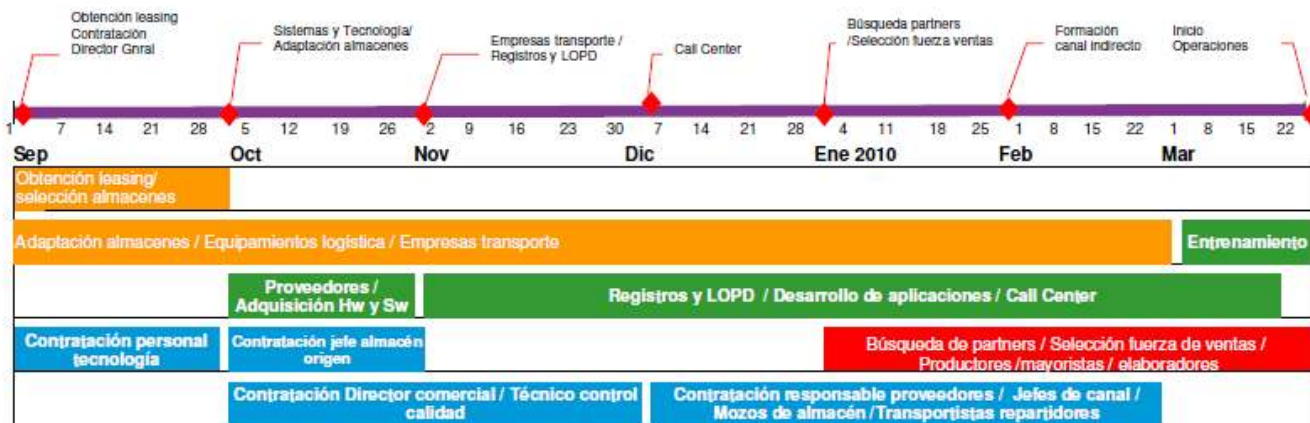 Obtención leasing
Contratación
Director Gnral
Sistemas y Tecnología/
Adaptación almacenes
Empresas transporte /
Registros y LOPD
Call Center
Búsqueda partners
/Selección fuerza ventas
Formación
canal indirecto
Inicio
Operaciones
1 7 14 21 28 5 12 19 26 2 9 16 23 30 7 14 21 28 4 11 18 25 1 8 15 22 1 8 15 22
Sep Oct Nov Dic Ene 2010 Feb Mar
Obtención leasing/
selección almacenes
Adaptación almacenes / Equipamientos logística / Empresas transporte
Entrenamiento
Proveedores /
Adquisición Hw y Sw
Registros y LOPD / Desarrollo de aplicaciones / Call Center
Contratación personal
tecnología
Contratación jefe almacén
origen
Búsqueda de partners / Selección fuerza de ventas /
Productores /mayoristas / elaboradores
Contratación Director comercial / Técnico control
calidad
Contratación responsable proveedores / Jefes de canal /
Mozos de almacén /Transportistas repartidores